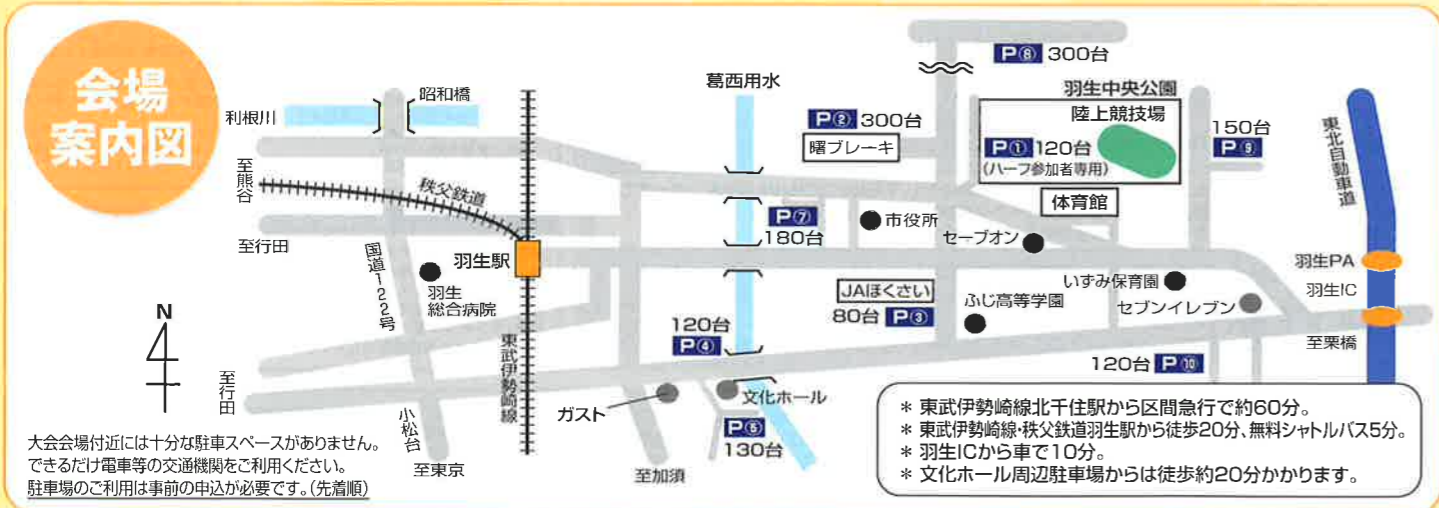 会場
案内図
利根川
昭和橋
葛西用水
P⑧ 300台
羽生中央公園
陸上競技場
P① 120台
(ハーフ参加者専用)
150台
P⑨
東北自動車道
P② 300台
曙ブレーキ
体育館
至熊谷
秩父鉄道
P⑦
180台
市役所
セーブオン
至行田
国道122号
羽生駅
羽生
総合病院
羽生PA
羽生IC
いずみ保育園
セブンイレブン
JAほくさい
80台 P③
ふじ高等学園
N
120台
P④
東武伊勢崎線
至栗橋
120台 P⑩
至行田
小松台
ガスト
文化ホール
P⑤
130台
至東京
至加須
大会会場付近には十分な駐車スペースがありません。
できるだけ電車等の交通機関をご利用ください。
駐車場のご利用は事前の申込が必要です。(先着順)
* 東武伊勢崎線北千住駅から区間急行で約60分。
* 東武伊勢崎線・秩父鉄道羽生駅から徒歩20分、無料シャトルバス5分。
* 羽生ICから車で10分。
* 文化ホール周辺駐車場からは徒歩約20分かかります。